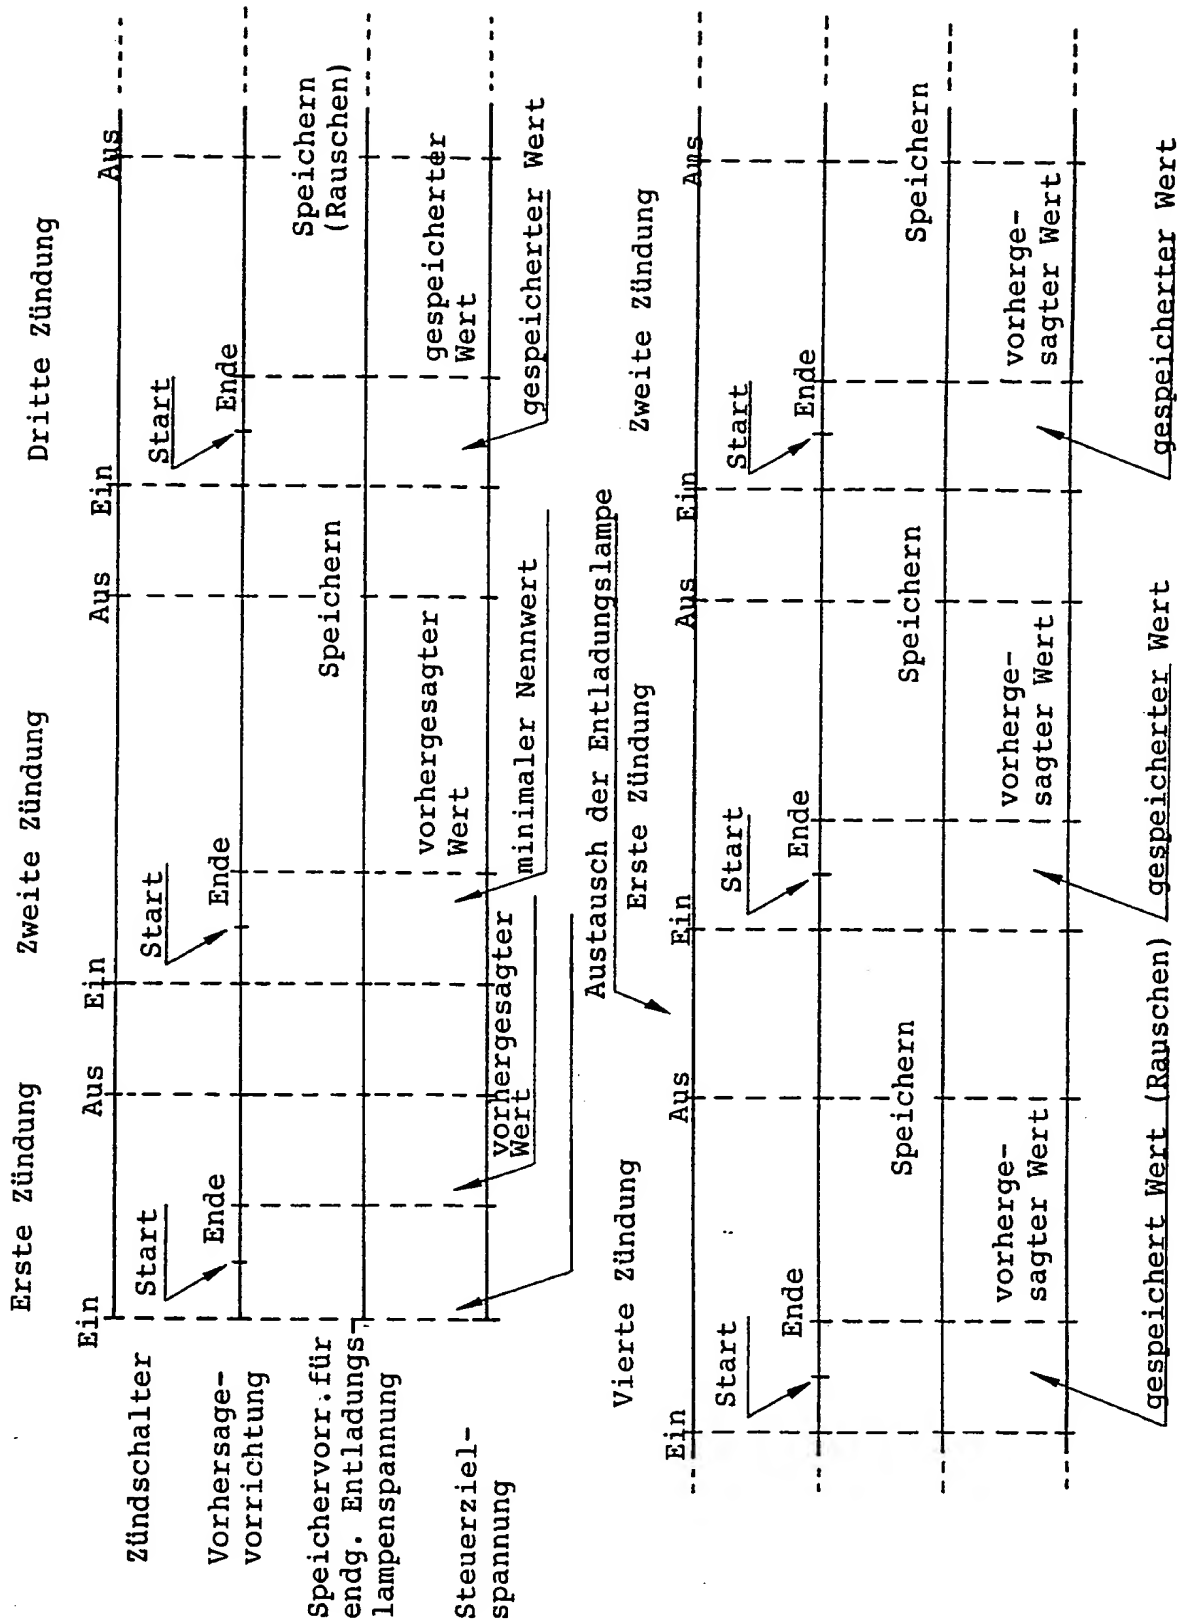 Erste Zündung
Zweite Zündung
Dritte Zündung
Ein
Aus
Ein
Aus
Ein
Aus
Zündschalter
Start
Start
Start
Vorhersage-
vorrichtung
Ende
Ende
Ende
Speichervorr.für
endg. Entladungs-
lampenspannung
Speichern
Speichern
(Rauschen)
Steuerziel-
spannung
vorhergesagter
Wert
vorhergesagter
Wert
minimaler Nennwert
gespeicherter
Wert
gespeicherter Wert
Austausch der Entladungslampe
Vierte Zündung
Erste Zündung
Zweite Zündung
Ein
Aus
Ein
Aus
Ein
Aus
Start
Start
Start
Ende
Ende
Ende
Speichern
Speichern
Speichern
vorherge-
sagter Wert
vorherge-
sagter Wert
vorherge-
sagter Wert
gespeichert Wert (Rauschen)
gespeicherter Wert
gespeicherter Wert